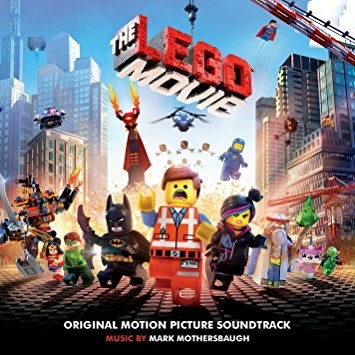 THE
LEGO
MOVIE
ORIGINAL MOTION PICTURE SOUNDTRACK
MUSIC BY MARK MOTHERSBAUGH